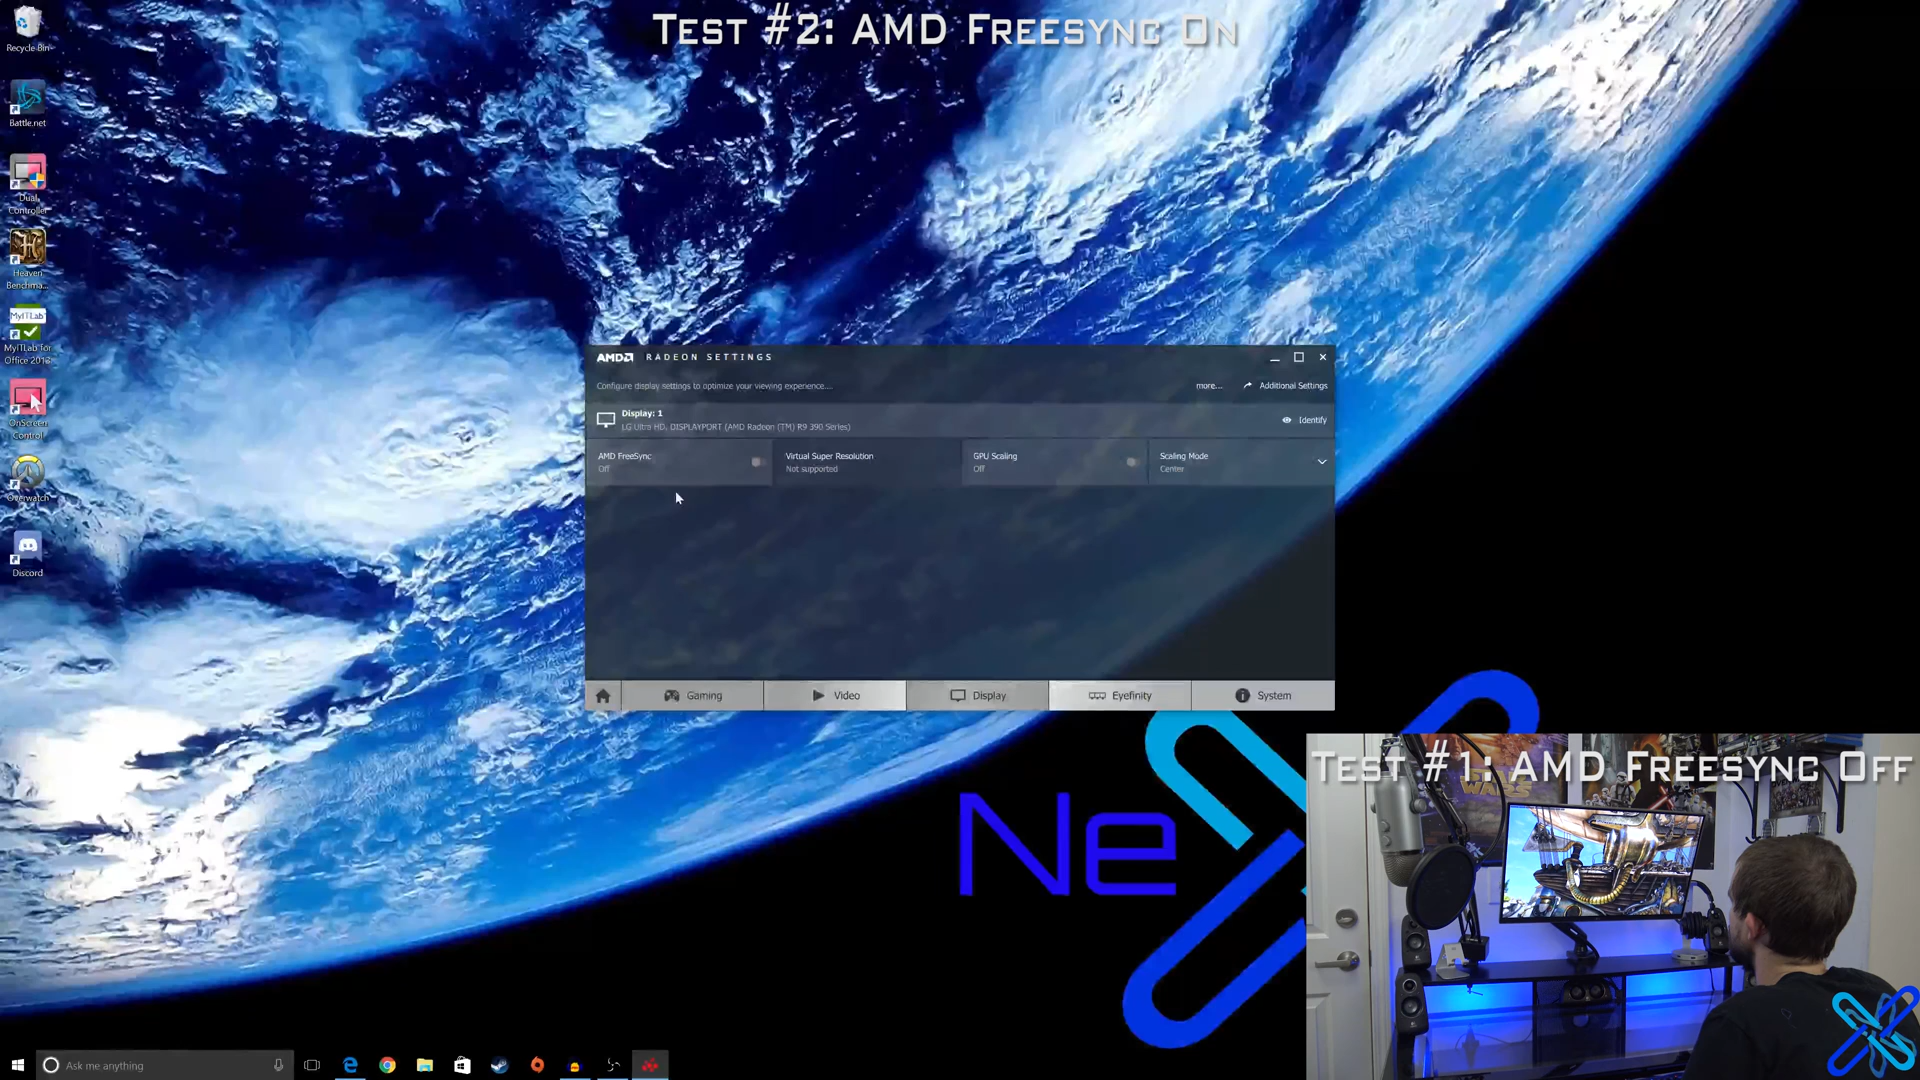 Test #2: AMD Freesync On
Recycle Bin
Battle.net
Dual
Controller
Heaven
Benchma...
MyITLab
MyITLab for
Office 201
OnScreen
Control
Overwatch
Discord
AMD RADEON SETTINGS
Configure display settings to optimize your viewing experience....
more...
Additional Settings
Display: 1
LG Ultra HD, DISPLAYPORT (AMD Radeon (TM) R9 390 Series)
Identify
AMD FreeSync:
Off
Virtual Super Resolution
Not supported
GPU Scaling
Off
Scaling Mode
Center
Gaming
Video
Display
Eyefinity
System
Ne
Test #1: AMD Freesync Off
STAR
WARS
Ask me anything